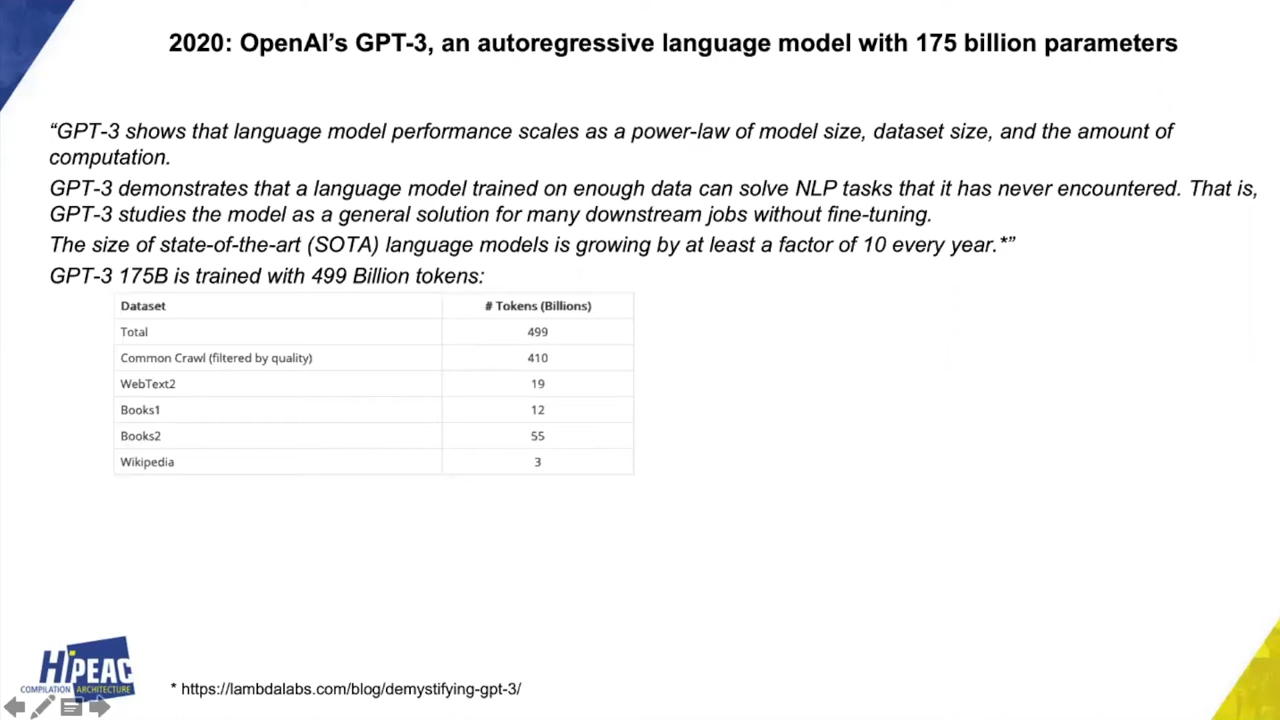 2020: OpenAI’s GPT-3, an autoregressive language model with 175 billion parameters
“GPT-3 shows that language model performance scales as a power-law of model size, dataset size, and the amount of
computation.
GPT-3 demonstrates that a language model trained on enough data can solve NLP tasks that it has never encountered. That is,
GPT-3 studies the model as a general solution for many downstream jobs without fine-tuning.
The size of state-of-the-art (SOTA) language models is growing by at least a factor of 10 every year.*”
GPT-3 175B is trained with 499 Billion tokens:
Dataset # Tokens (Billions)
Total 499
Common Crawl (filtered by quality) 410
WebText2 19
Books1 12
Books2 55
Wikipedia 3
HiPEAC
COMPILATION ARCHITECTURE
* https://lambdalabs.com/blog/demystifying-gpt-3/